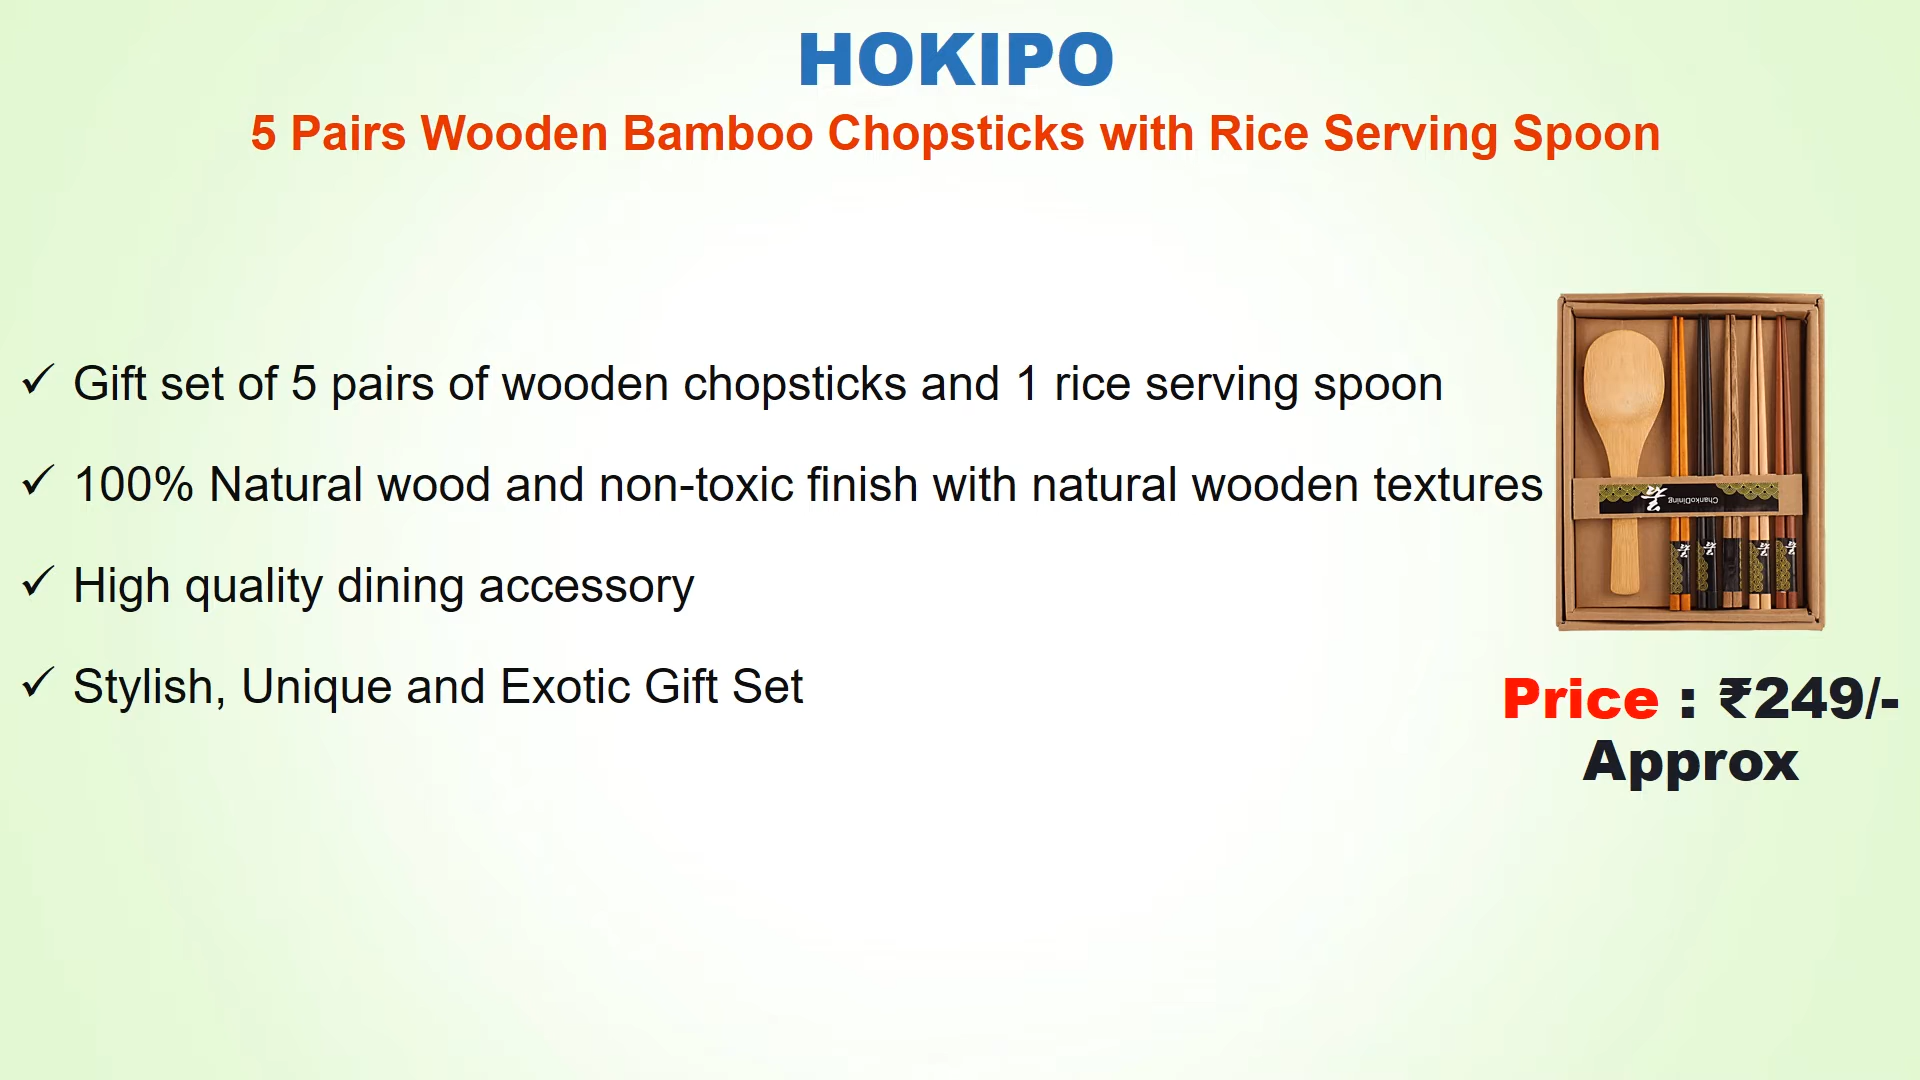 HOKIPO
5 Pairs Wooden Bamboo Chopsticks with Rice Serving Spoon
✓ Gift set of 5 pairs of wooden chopsticks and 1 rice serving spoon
✓ 100% Natural wood and non-toxic finish with natural wooden textures
✓ High quality dining accessory
✓ Stylish, Unique and Exotic Gift Set
ChankoDining
Price : ₹249/-
Approx